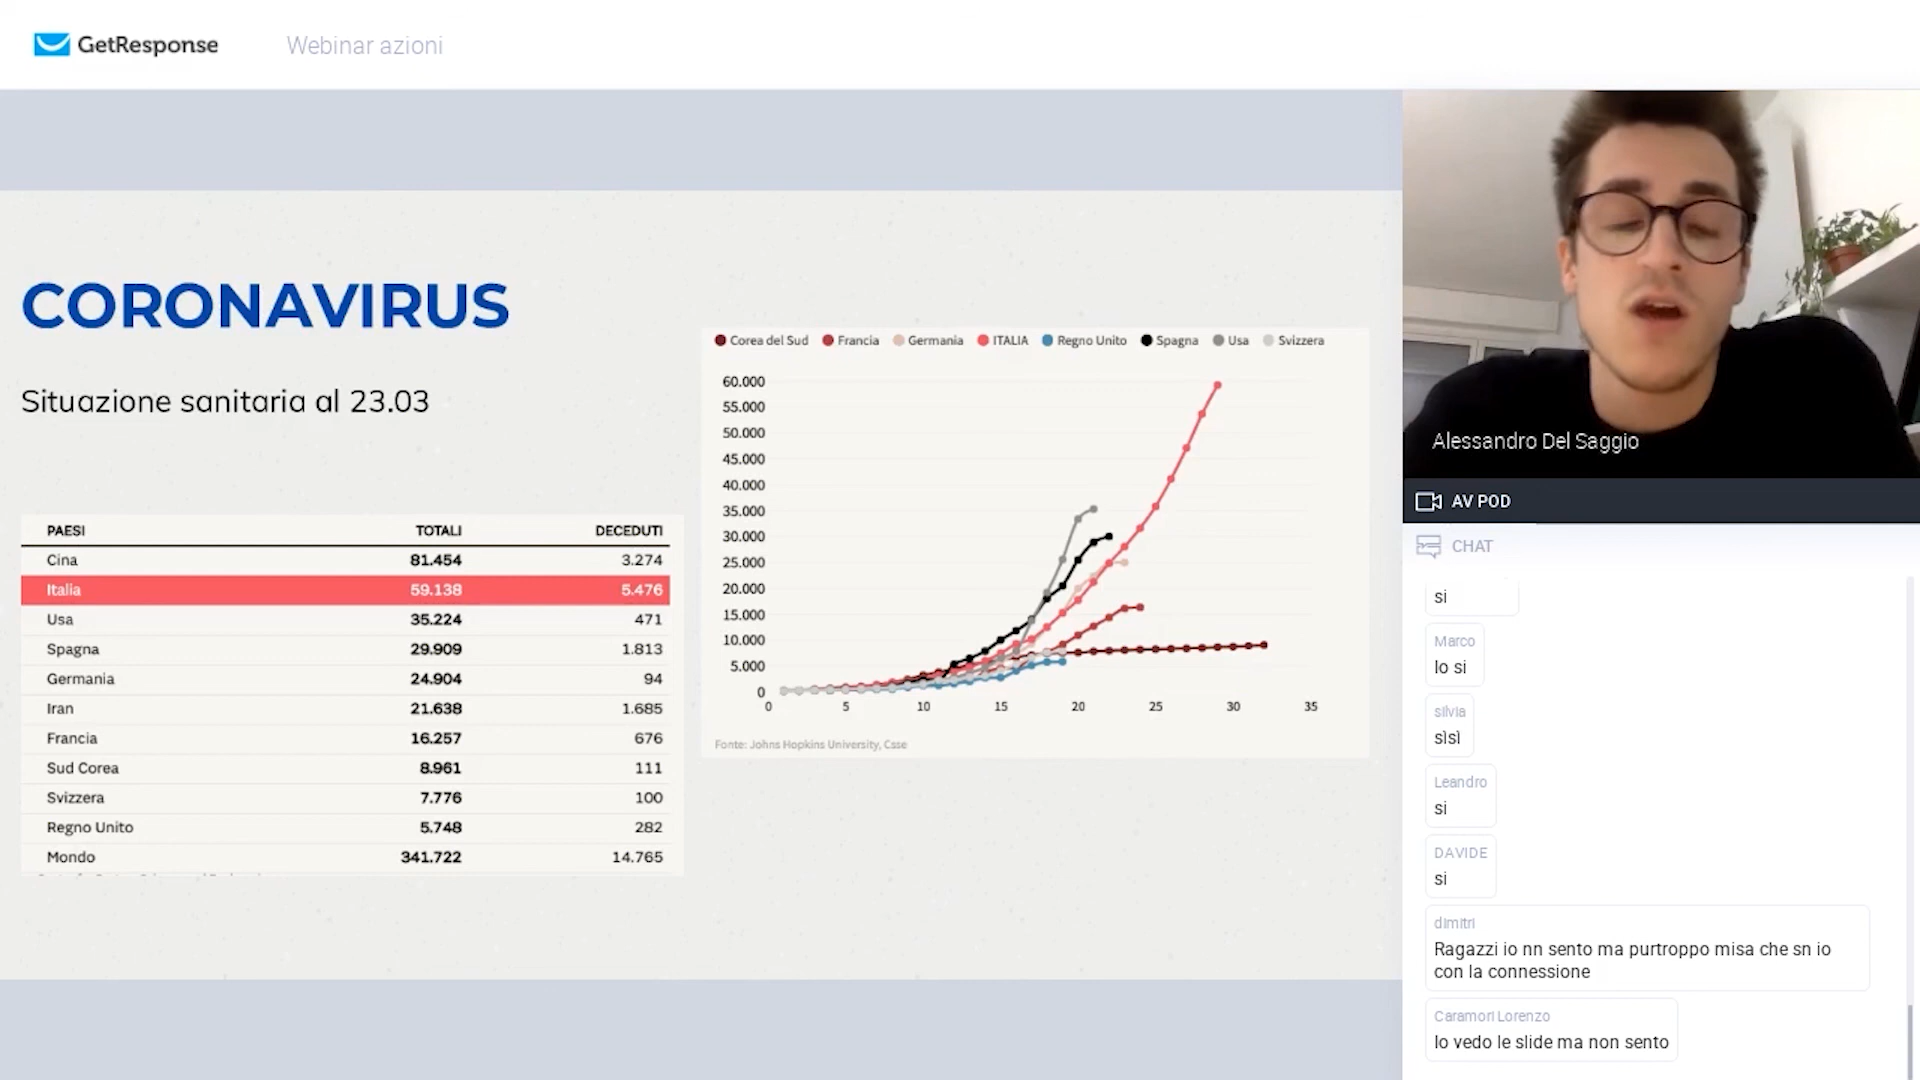 GetResponse
Webinar azioni
CORONAVIRUS
Situazione sanitaria al 23.03
PAESI TOTALI DECEDUTI
Cina 81.454 3.274
Italia 59.138 5.476
Usa 35.224 471
Spagna 29.909 1.813
Germania 24.904 94
Iran 21.638 1.685
Francia 16.257 676
Sud Corea 8.961 111
Svizzera 7.776 100
Regno Unito 5.748 282
Mondo 341.722 14.765
Corea del Sud Francia Germania ITALIA Regno Unito Spagna Usa Svizzera
60.000
55.000
50.000
45.000
40.000
35.000
30.000
25.000
20.000
15.000
10.000
5.000
0
0 5 10 15 20 25 30 35
Fonte: Johns Hopkins University, Csse
Alessandro Del Saggio
AV POD
CHAT
si
Marco
Io si
silvia
sìsì
Leandro
si
DAVIDE
si
dimitri
Ragazzi io nn sento ma purtroppo misa che sn io
con la connessione
Caramori Lorenzo
Io vedo le slide ma non sento